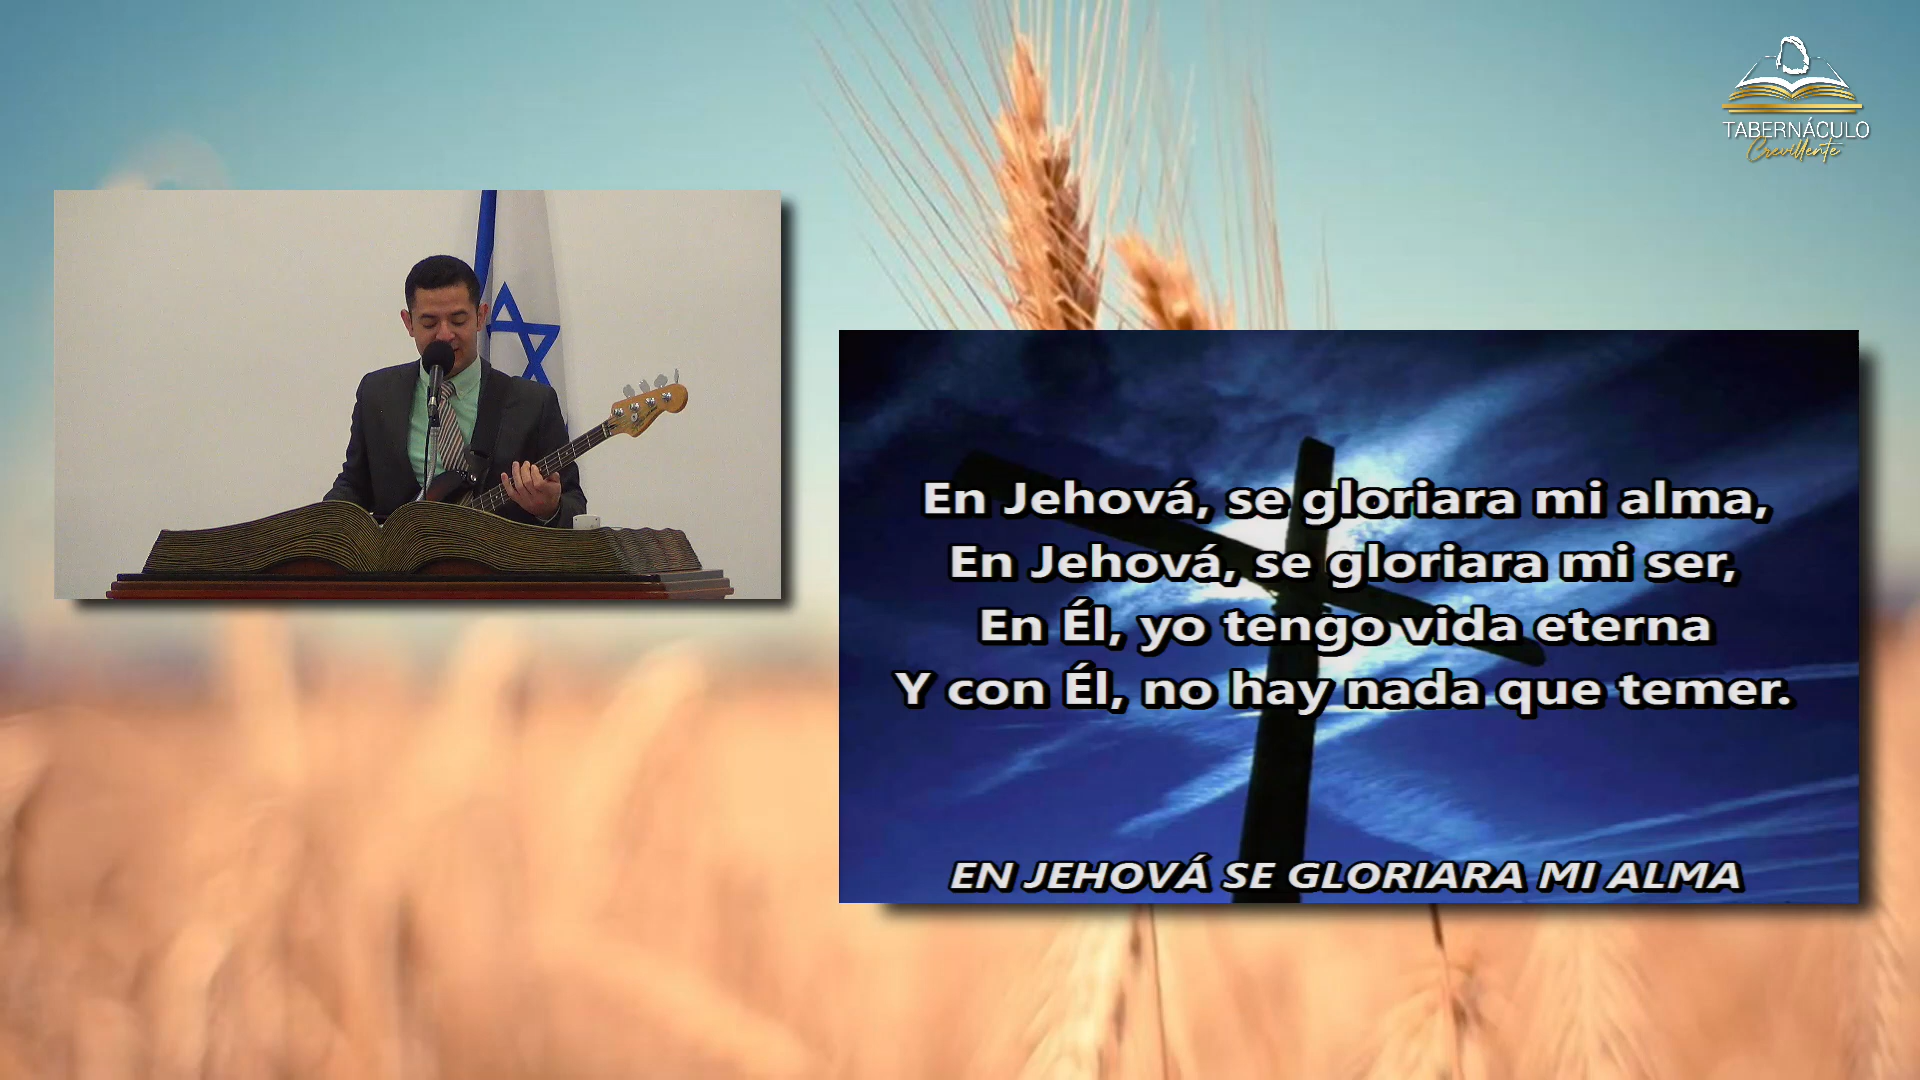 TABERNÁCULO
Crevillente
En Jehová, se gloriara mi alma,
En Jehová, se gloriara mi ser,
En Él, yo tengo vida eterna
Y con Él, no hay nada que temer.
EN JEHOVÁ SE GLORIARA MI ALMA